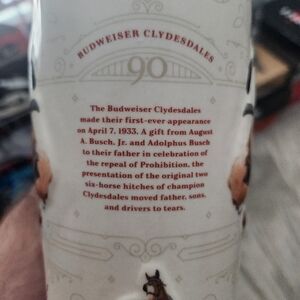 BUDWEISER CLYDESDALES
90
The Budweiser Clydesdales
made their first-ever appearance
on April 7, 1933. A gift from August
A. Busch, Jr. and Adolphus Busch
to their father in celebration of
the repeal of Prohibition, the
presentation of the original two
six-horse hitches of champion
Clydesdales moved father, sons,
and drivers to tears.